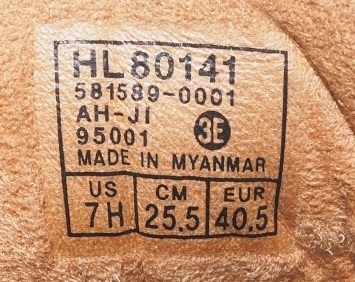 HL80141
581589-0001
AH-JI
95001 3E
MADE IN MYANMAR
US CM EUR
7H 25.5 40.5